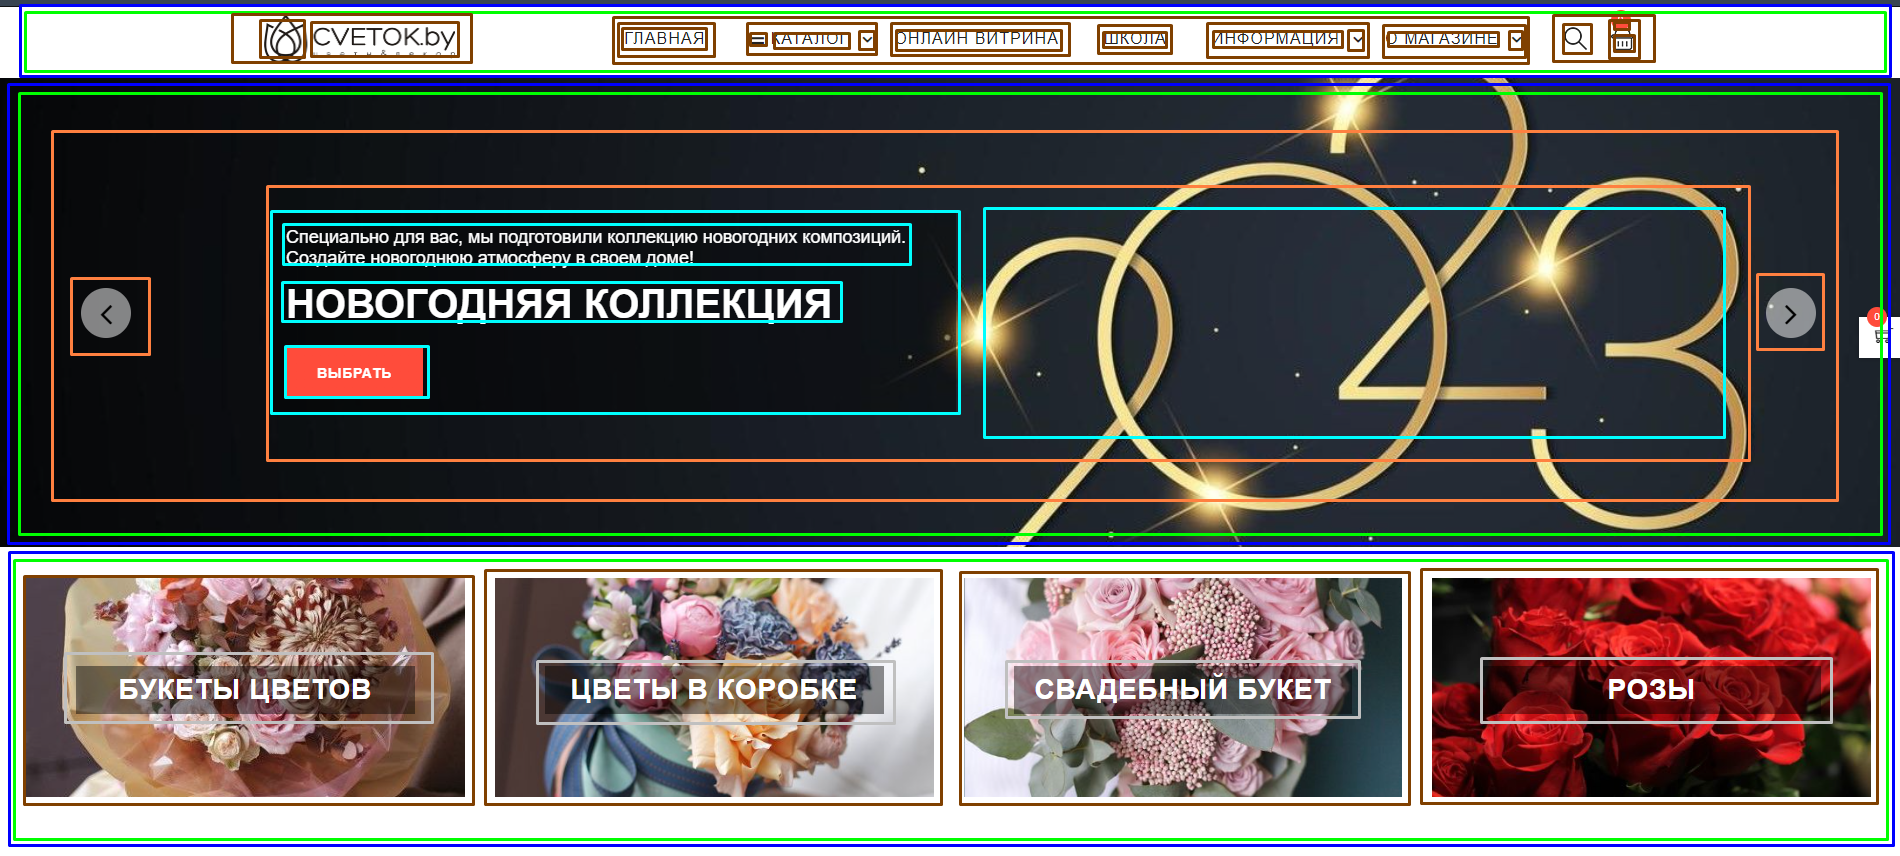 CVETOK.by
цветы & декор
ГЛАВНАЯ
КАТАЛОГ
ОНЛАЙН ВИТРИНА
ШКОЛА
ИНФОРМАЦИЯ
О МАГАЗИНЕ
Специально для вас, мы подготовили коллекцию новогодних композиций.
Создайте новогоднюю атмосферу в своем доме!
НОВОГОДНЯЯ КОЛЛЕКЦИЯ
ВЫБРАТЬ
2023
0
БУКЕТЫ ЦВЕТОВ
ЦВЕТЫ В КОРОБКЕ
СВАДЕБНЫЙ БУКЕТ
РОЗЫ